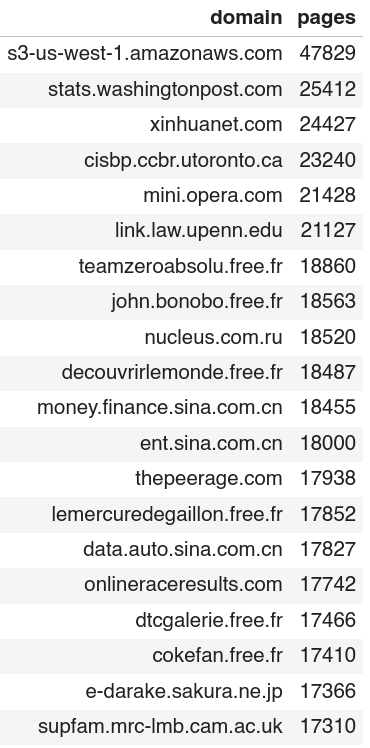 domain pages
s3-us-west-1.amazonaws.com 47829
stats.washingtonpost.com 25412
xinhuanet.com 24427
cisbp.ccbr.utoronto.ca 23240
mini.opera.com 21428
link.law.upenn.edu 21127
teamzeroabsolu.free.fr 18860
john.bonobo.free.fr 18563
nucleus.com.ru 18520
decouvrirlemonde.free.fr 18487
money.finance.sina.com.cn 18455
ent.sina.com.cn 18000
thepeerage.com 17938
lemercuredegaillon.free.fr 17852
data.auto.sina.com.cn 17827
onlineraceresults.com 17742
dtcgalerie.free.fr 17466
cokefan.free.fr 17410
e-darake.sakura.ne.jp 17366
supfam.mrc-lmb.cam.ac.uk 17310